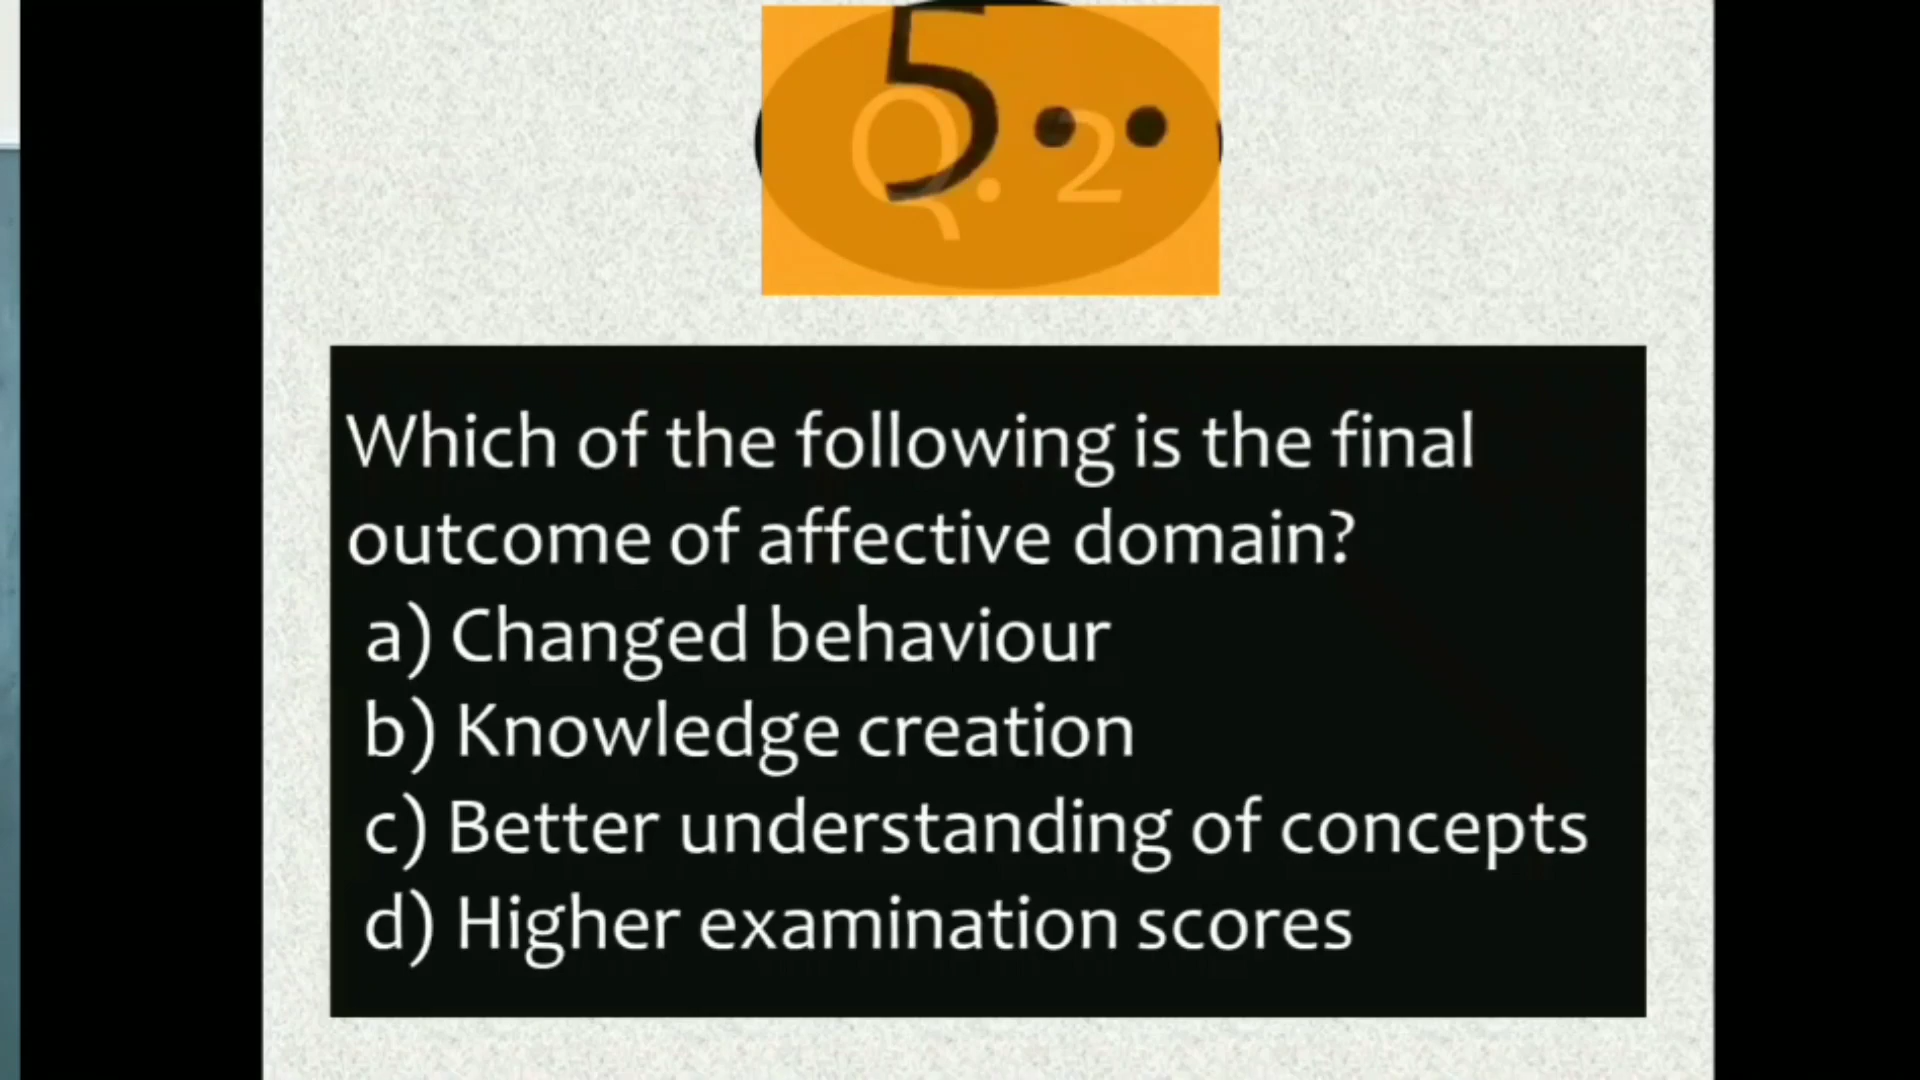 5..
Q. 2
Which of the following is the final
outcome of affective domain?
a) Changed behaviour
b) Knowledge creation
c) Better understanding of concepts
d) Higher examination scores